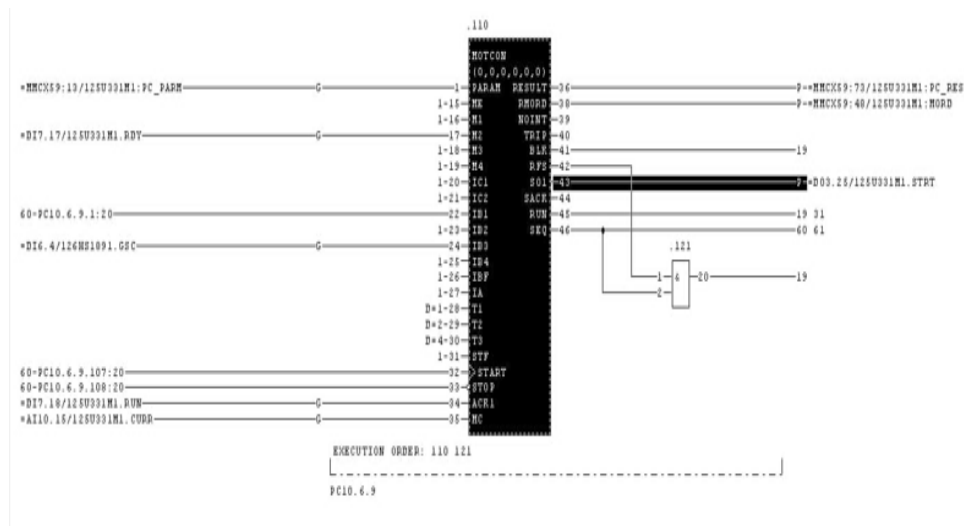 .110
MOTCON
(0,0,0,0,0,0)
=MMCX59:13/125U331M1:PC_PARM G 1 PARAM RESULT 36 P-=MMCX59:73/125U331M1:PC_RES
1-15 MK RMORD 38 P-=MMCX59:40/125U331M1:MORD
1-16 M1 NOINT 39
=DI7.17/125U331M1.RDY G 17 M2 TRIP 40
1-18 M3 BLK 41 19
1-19 M4 RFS 42
1-20 IC1 SO1 43 P-=DO3.25/125U331M1.STRT
1-21 IC2 SACK 44
60-PC10.6.9.1:20 22 IB1 RUN 45 19 31
1-23 IB2 SEQ 46 60 61
=DI6.4/126HS1091.GSC G 24 IB3 .121
1-25 IB4
1-26 IBF 1 & 20 19
1-27 IA 2
D=1-28 T1
D=2-29 T2
D=4-30 T3
1-31 STF
60-PC10.6.9.107:20 32 START
60-PC10.6.9.108:20 33 STOP
=DI7.18/125U331M1.RUN G 34 ACK1
=AI10.15/125U331M1.CURR G 35 MC
EXECUTION ORDER: 110 121
PC10.6.9